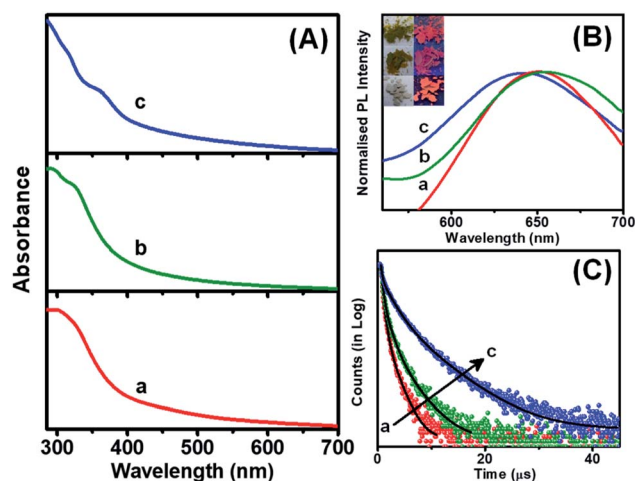 (A)
c
b
a
Absorbance
300 400 500 600 700
Wavelength (nm)
(B)
c
b
a
Normalised PL Intensity
600 650 700
Wavelength (nm)
(C)
c
a
Counts (in Log)
0 20 40
Time (μs)